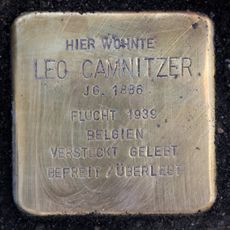 HIER WOHNTE
LEO CAMNITZER
JG. 1886
FLUCHT 1939
BELGIEN
VERSTECKT GELEBT
BEFREIT / ÜBERLEBT